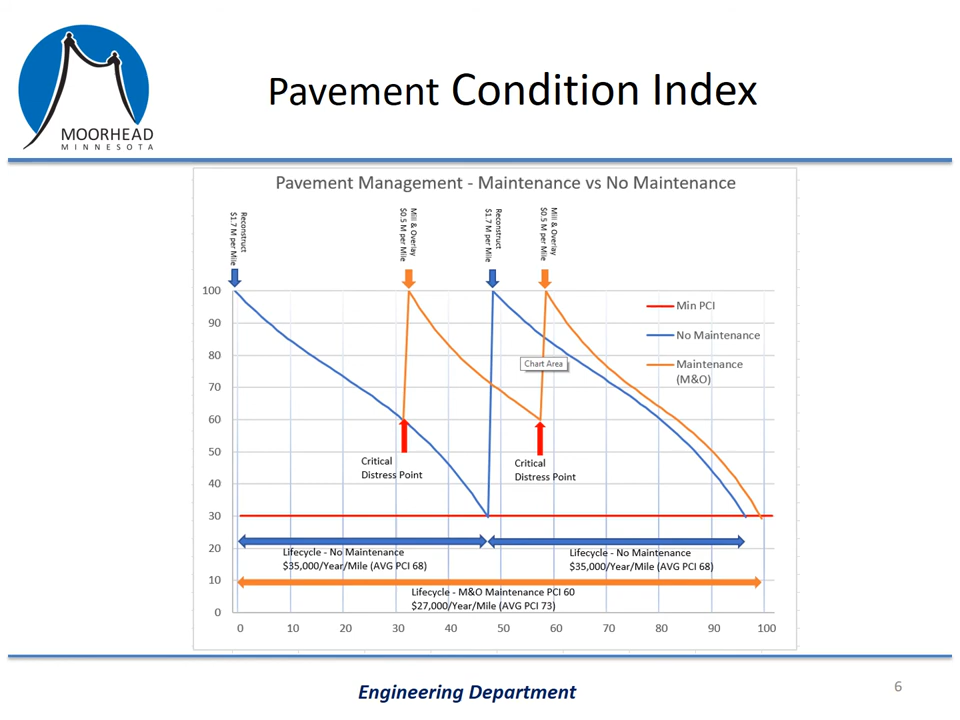 MOORHEAD
MINNESOTA
Pavement Condition Index
Pavement Management - Maintenance vs No Maintenance
Reconstruct
$1.7 M per Mile
Mill & Overlay
$0.5 M per Mile
Reconstruct
$1.7 M per Mile
Mill & Overlay
$0.5 M per Mile
100
90
80
70
60
50
40
30
20
10
0
Min PCI
No Maintenance
Maintenance
(M&O)
Chart Area
Critical
Distress Point
Critical
Distress Point
Lifecycle - No Maintenance
$35,000/Year/Mile (AVG PCI 68)
Lifecycle - No Maintenance
$35,000/Year/Mile (AVG PCI 68)
Lifecycle - M&O Maintenance PCI 60
$27,000/Year/Mile (AVG PCI 73)
0 10 20 30 40 50 60 70 80 90 100
Engineering Department
6